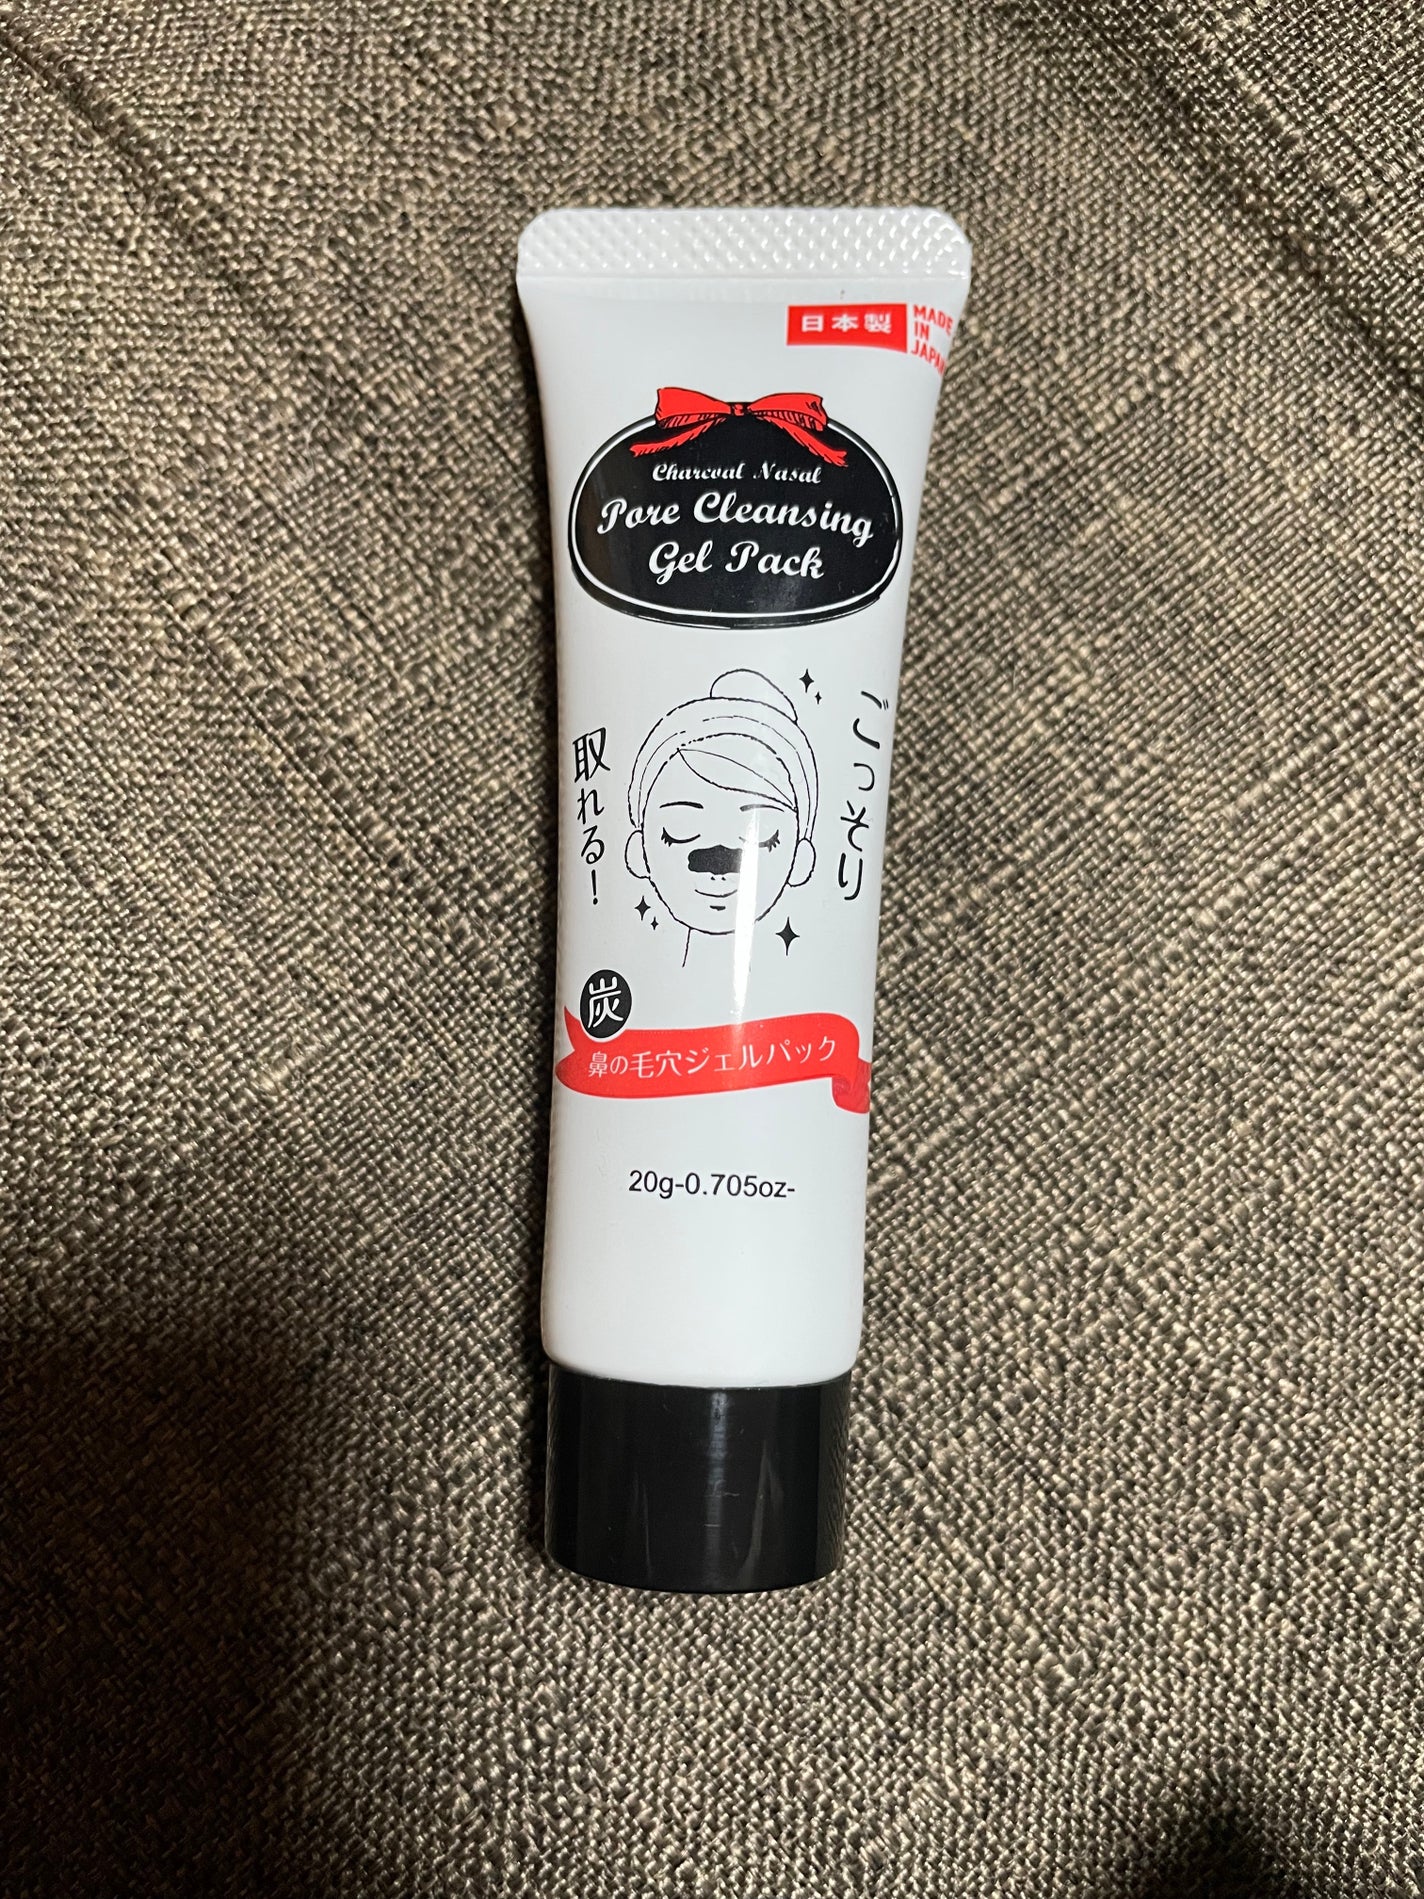 日本製
MADE
IN
JAPAN
Charcoal Nasal
Pore Cleansing
Gel Pack
ごっそり
取れる!
炭
鼻の毛穴ジェルパック
20g-0.705oz-